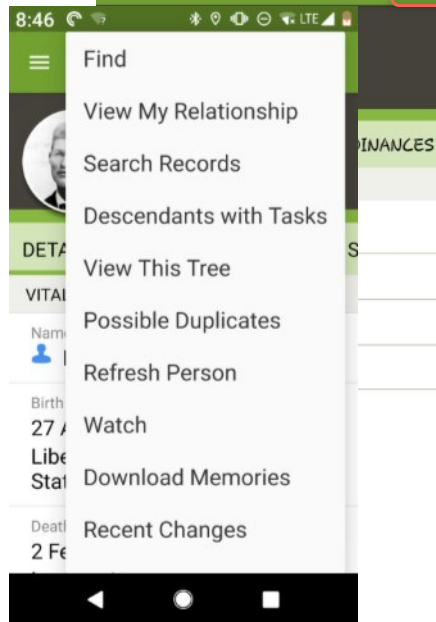 8:46 LTE
Find
View My Relationship
Search Records
Descendants with Tasks
View This Tree
Possible Duplicates
Refresh Person
Watch
Download Memories
Recent Changes
DETA
S
VITAL
Name
Birth
27 A
Libe
Stat
Death
2 Fe
INANCES